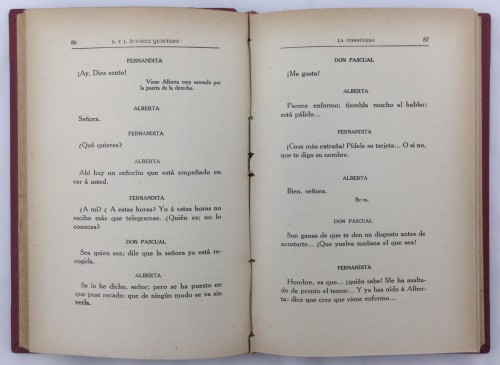 86 S. Y J. ÁLVAREZ QUINTERO
FERNANDITA
¡Ay, Dios santo!
Viene Alberta muy azorada por
la puerta de la derecha.
ALBERTA
Señora.
FERNANDITA
¿Qué quieres?
ALBERTA
Ahí hay un señorito que está empeñado en
ver á usted.
FERNANDITA
¿A mí? ¿A estas horas? Yo á estas horas no
recibo más que telegramas. ¿Quién es; no le
conoces?
DON PASCUAL
Sea quien sea; dile que la señora ya está re-
cogida.
ALBERTA
Se lo he dicho, señor; pero se ha puesto en
que pase recado; que de ningún modo se va sin
verla.
LA CONSULESA 87
DON PASCUAL
¡Me gusta!
ALBERTA
Parece enfermo; tiembla mucho al hablar;
está pálido...
FERNANDITA
¡Cosa más extraña! Pídele su tarjeta... O si no,
que te diga su nombre.
ALBERTA
Bien, señora.
Se va.
DON PASCUAL
Son ganas de que te den un disgusto antes de
acostarte... ¡Que vuelva mañana el que sea!
FERNANDITA
Hombre, es que... ¡quién sabe! Me ha asalta-
do de pronto el temor... Y ya has oído á Alber-
ta: dice que cree que viene enfermo...